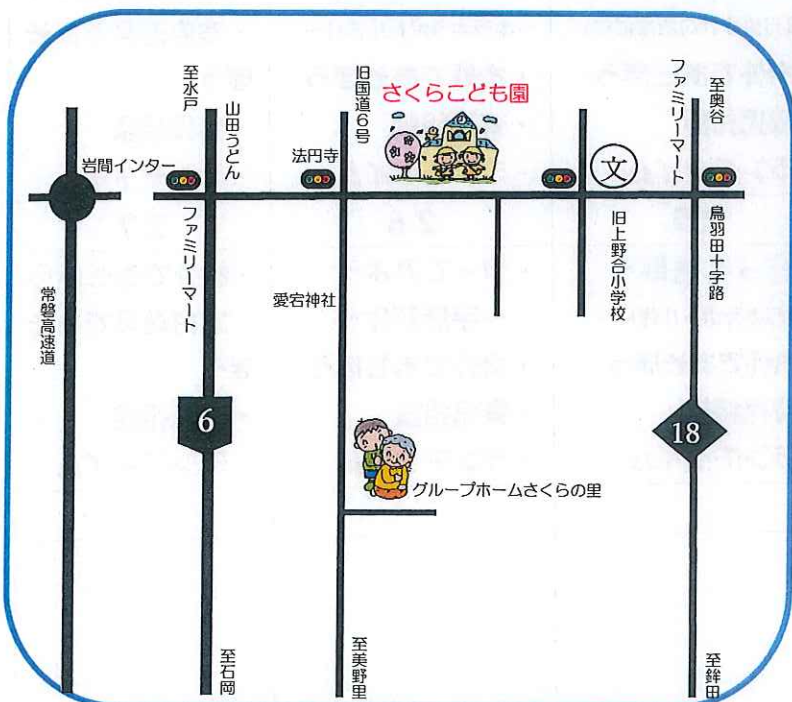 さくらこども園
至水戸
山田うどん
旧国道6号
法円寺
岩間インター
ファミリーマート
常磐高速道
6
至石岡
愛宕神社
グループホームさくらの里
至美野里
文
旧上野合小学校
ファミリーマート
至奥谷
鳥羽田十字路
18
至鉾田